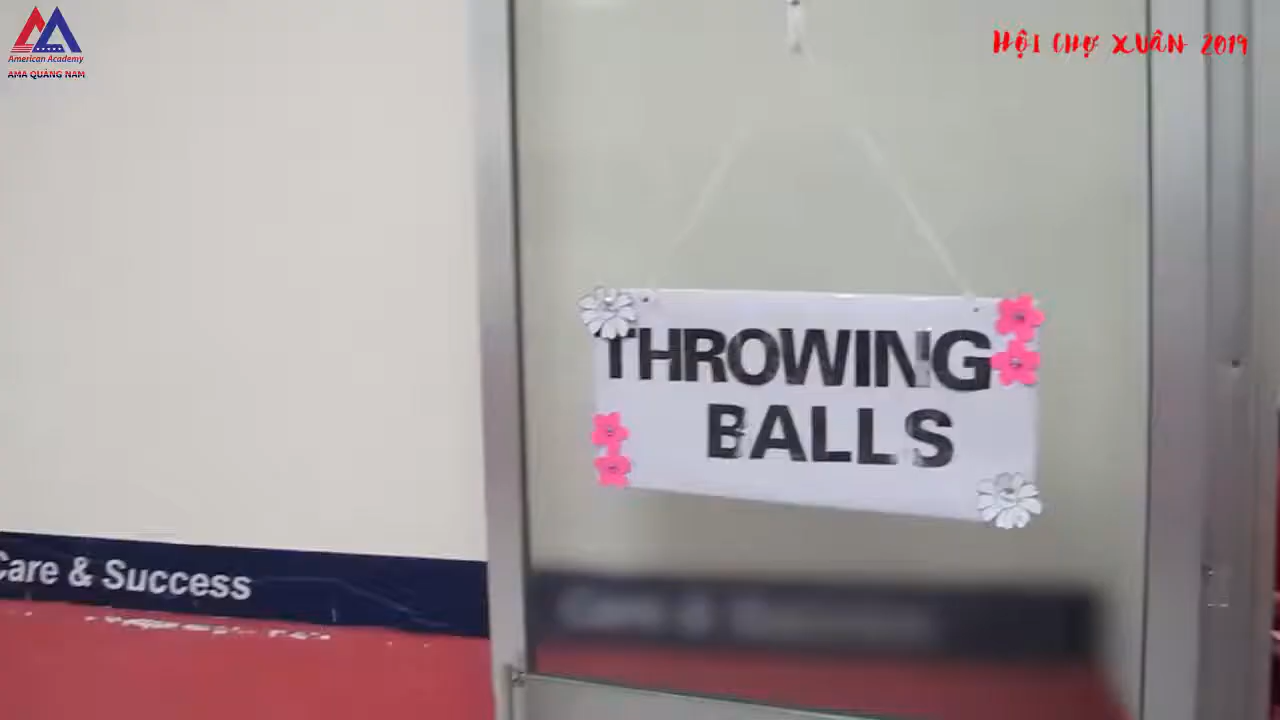 American Academy
AMA QUẢNG NAM
HỘI CHỢ XUÂN 2019
THROWING
BALLS
Care & Success